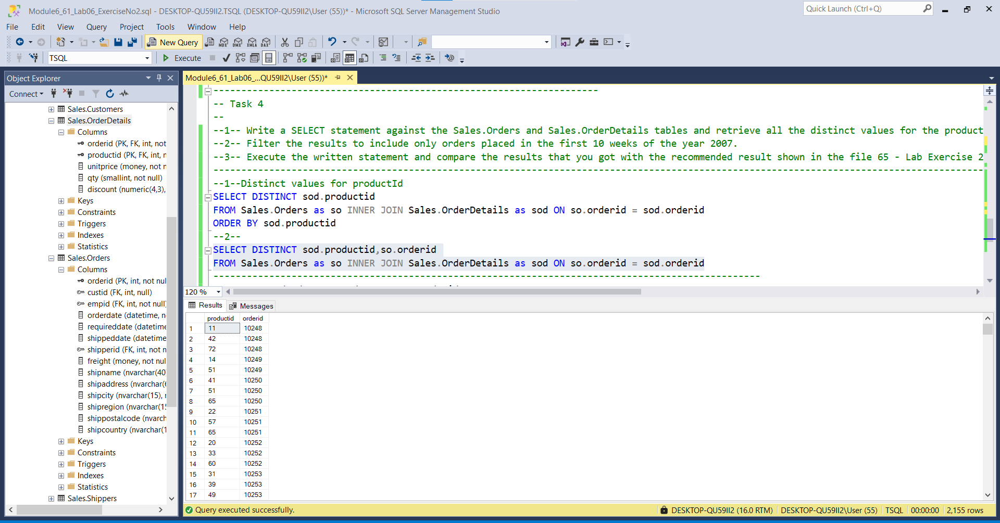 Module6_61_Lab06_ExerciseNo2.sql - DESKTOP-QU59II2.TSQL (DESKTOP-QU59II2\User (55))* - Microsoft SQL Server Management Studio
Quick Launch (Ctrl+Q)
File Edit View Query Project Tools Window Help
New Query MDX DMX XMLA DAX
TSQL Execute
Object Explorer
Connect
Sales.Customers
Sales.OrderDetails
Columns
orderid (PK, FK, int, not
productid (PK, FK, int, n
unitprice (money, not n
qty (smallint, not null)
discount (numeric(4,3),
Keys
Constraints
Triggers
Indexes
Statistics
Sales.Orders
Columns
orderid (PK, int, not nul
custid (FK, int, null)
empid (FK, int, not null)
orderdate (datetime, n
requireddate (datetime
shippeddate (datetime
shipperid (FK, int, not n
freight (money, not nul
shipname (nvarchar(40)
shipaddress (nvarchar(6
shipcity (nvarchar(15), n
shipregion (nvarchar(15
shippostalcode (nvarch
shipcountry (nvarchar(1
Keys
Constraints
Triggers
Indexes
Statistics
Sales.Shippers
Module6_61_Lab06_...QU59II2\User (55))*
---------------------------------------------------------------------
-- Task 4
--
--1-- Write a SELECT statement against the Sales.Orders and Sales.OrderDetails tables and retrieve all the distinct values for the product
--2-- Filter the results to include only orders placed in the first 10 weeks of the year 2007.
--3-- Execute the written statement and compare the results that you got with the recommended result shown in the file 65 - Lab Exercise 2
------------------------------------------------------------------------------------------------------------------------------------------
--1--Distinct values for productId
SELECT DISTINCT sod.productid
FROM Sales.Orders as so INNER JOIN Sales.OrderDetails as sod ON so.orderid = sod.orderid
ORDER BY sod.productid
--2--
SELECT DISTINCT sod.productid,so.orderid
FROM Sales.Orders as so INNER JOIN Sales.OrderDetails as sod ON so.orderid = sod.orderid
--------------------------------------------------------------------------------------------------
120 %
Results Messages
productid orderid
1 11 10248
2 42 10248
3 72 10248
4 14 10249
5 51 10249
6 41 10250
7 51 10250
8 65 10250
9 22 10251
10 57 10251
11 65 10251
12 20 10252
13 33 10252
14 60 10252
15 31 10253
16 39 10253
17 49 10253
Query executed successfully. DESKTOP-QU59II2 (16.0 RTM) DESKTOP-QU59II2\User (55) TSQL 00:00:00 2,155 rows